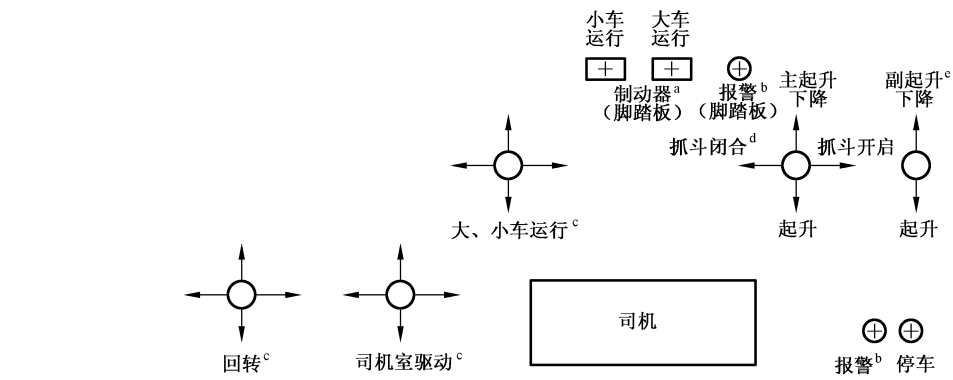 小车 大车
运行 运行
制动器a 报警b 主起升 副起升e
（脚踏板） （脚踏板） 下降 下降
抓斗闭合d 抓斗开启
大、小车运行c 起升 起升
司机
回转c 司机室驱动c 报警b 停车